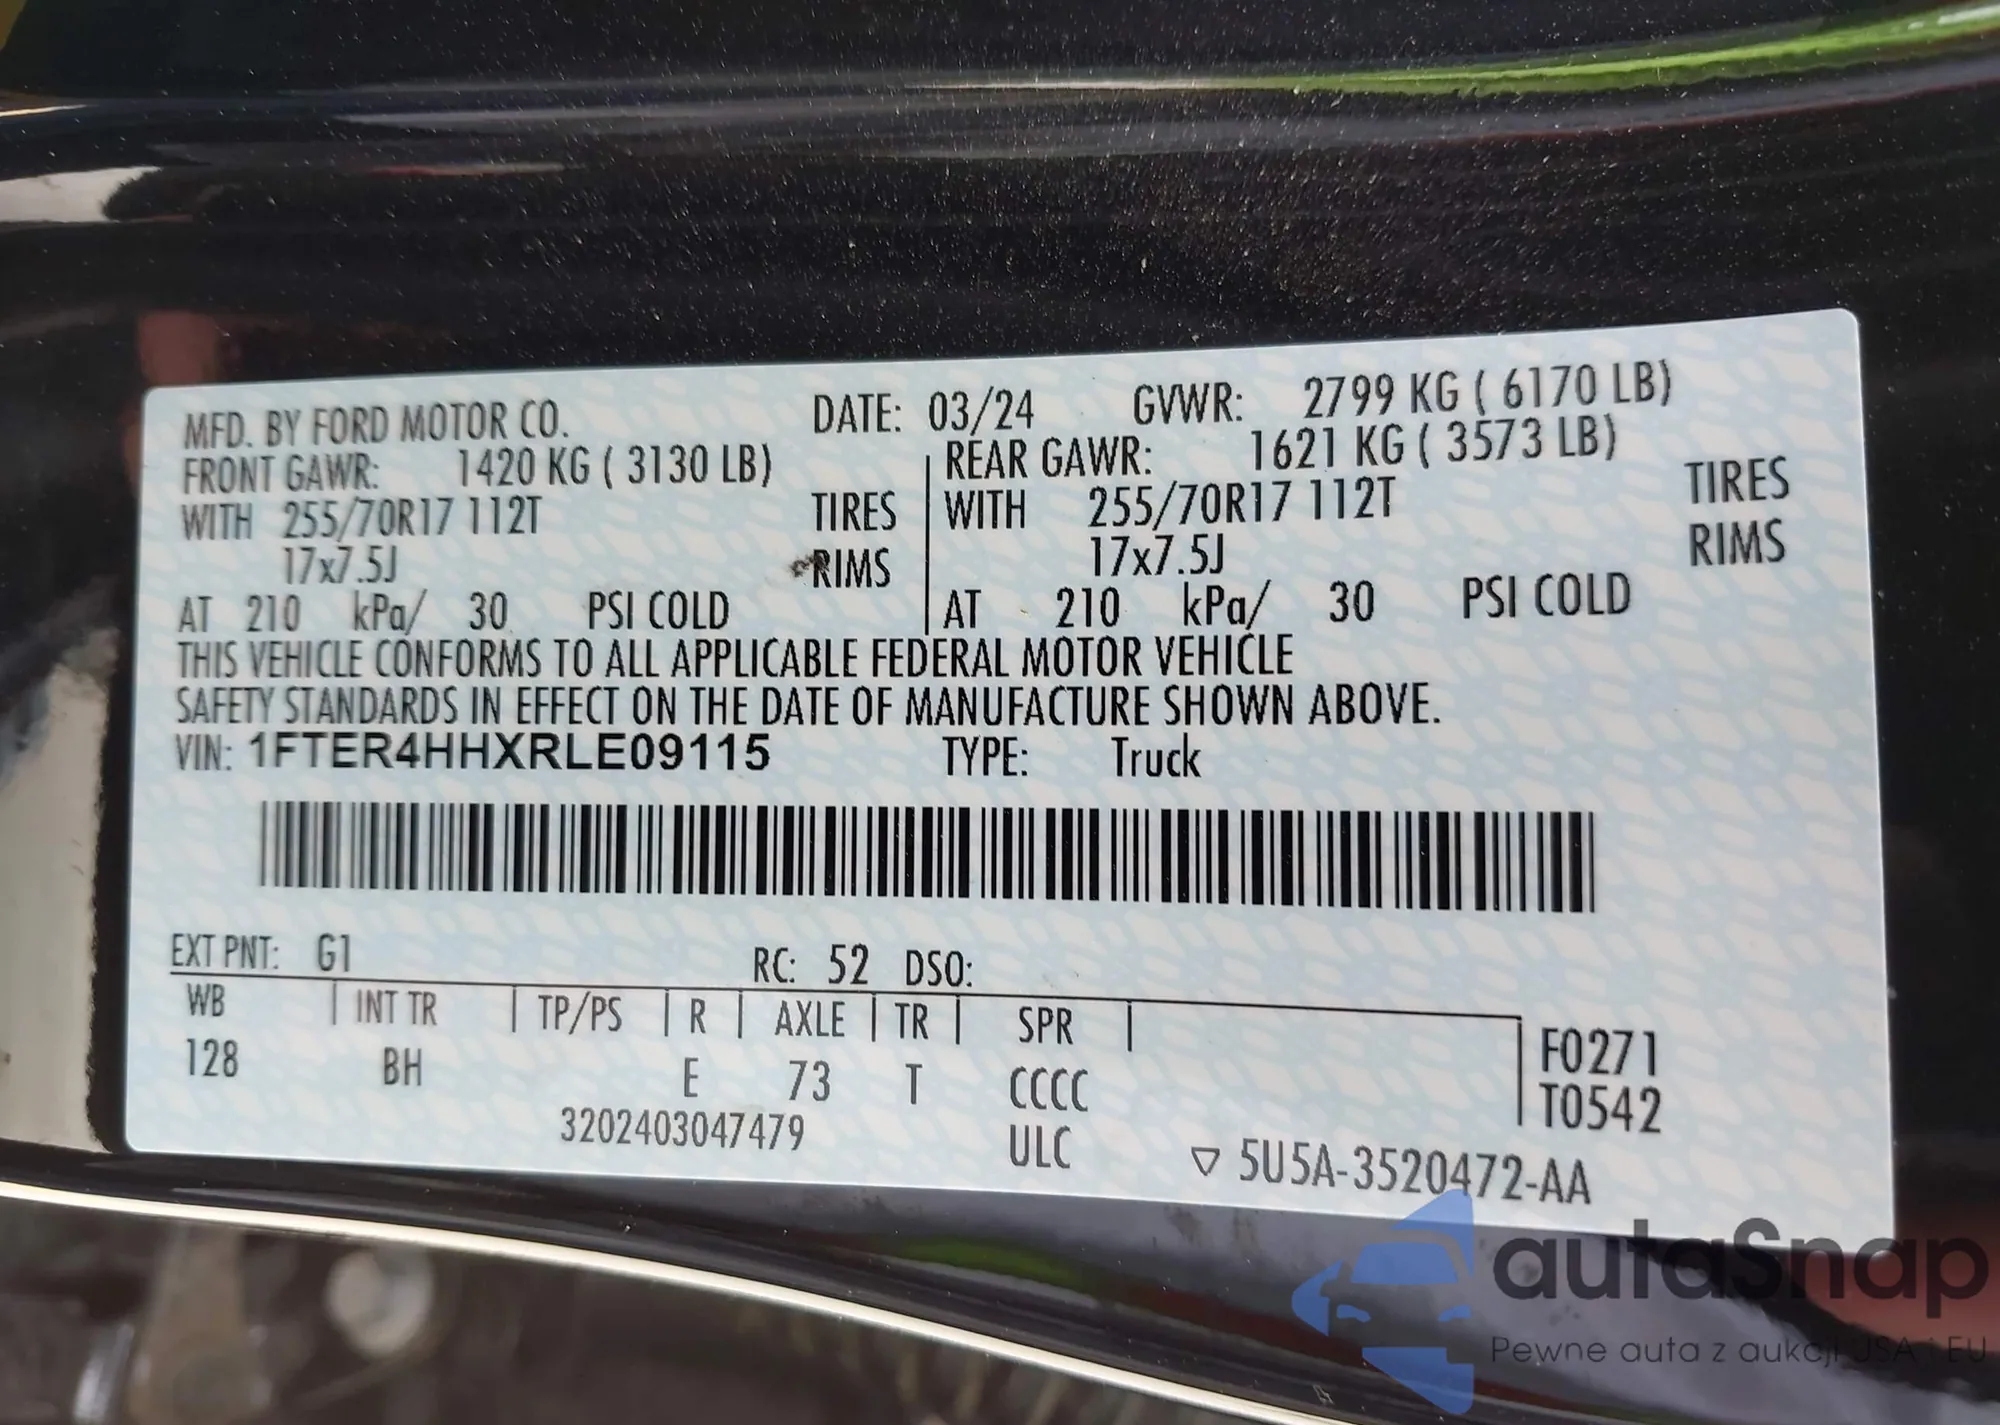 MFD. BY FORD MOTOR CO. DATE: 03/24 GVWR: 2799 KG ( 6170 LB)
FRONT GAWR: 1420 KG ( 3130 LB) REAR GAWR: 1621 KG ( 3573 LB)
WITH 255/70R17 112T TIRES WITH 255/70R17 112T TIRES
17x7.5J RIMS 17x7.5J RIMS
AT 210 kPa/ 30 PSI COLD AT 210 kPa/ 30 PSI COLD
THIS VEHICLE CONFORMS TO ALL APPLICABLE FEDERAL MOTOR VEHICLE
SAFETY STANDARDS IN EFFECT ON THE DATE OF MANUFACTURE SHOWN ABOVE.
VIN: 1FTER4HHXRLE09115 TYPE: Truck
EXT PNT: G1 RC: 52 DSO:
WB INT TR TP/PS R AXLE TR SPR F0271
128 BH E 73 T CCCC T0542
3202403047479 ULC ▽ 5U5A-3520472-AA
autaSnap
Pewne auta z aukcji USA i EU